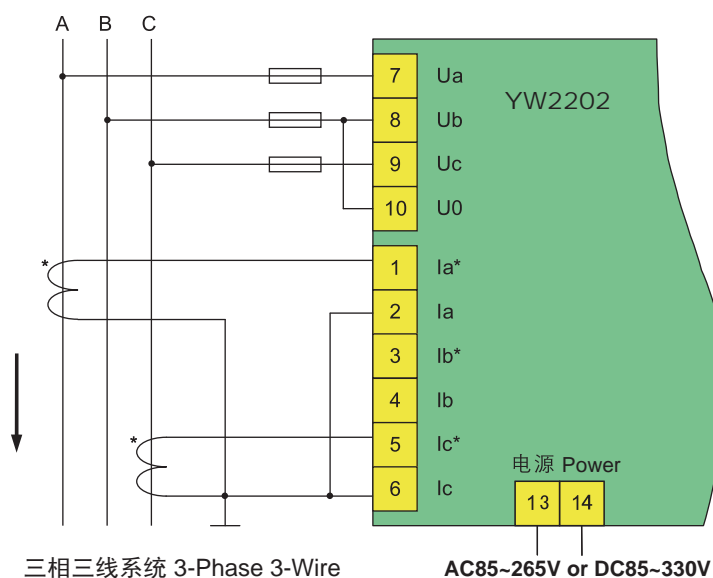 A B C
7 Ua
YW2202
8 Ub
9 Uc
10 U0
* 1 Ia*
2 Ia
3 Ib*
4 Ib
* 5 Ic*
6 Ic
电源 Power
13 14
三相三线系统 3-Phase 3-Wire
AC85~265V or DC85~330V